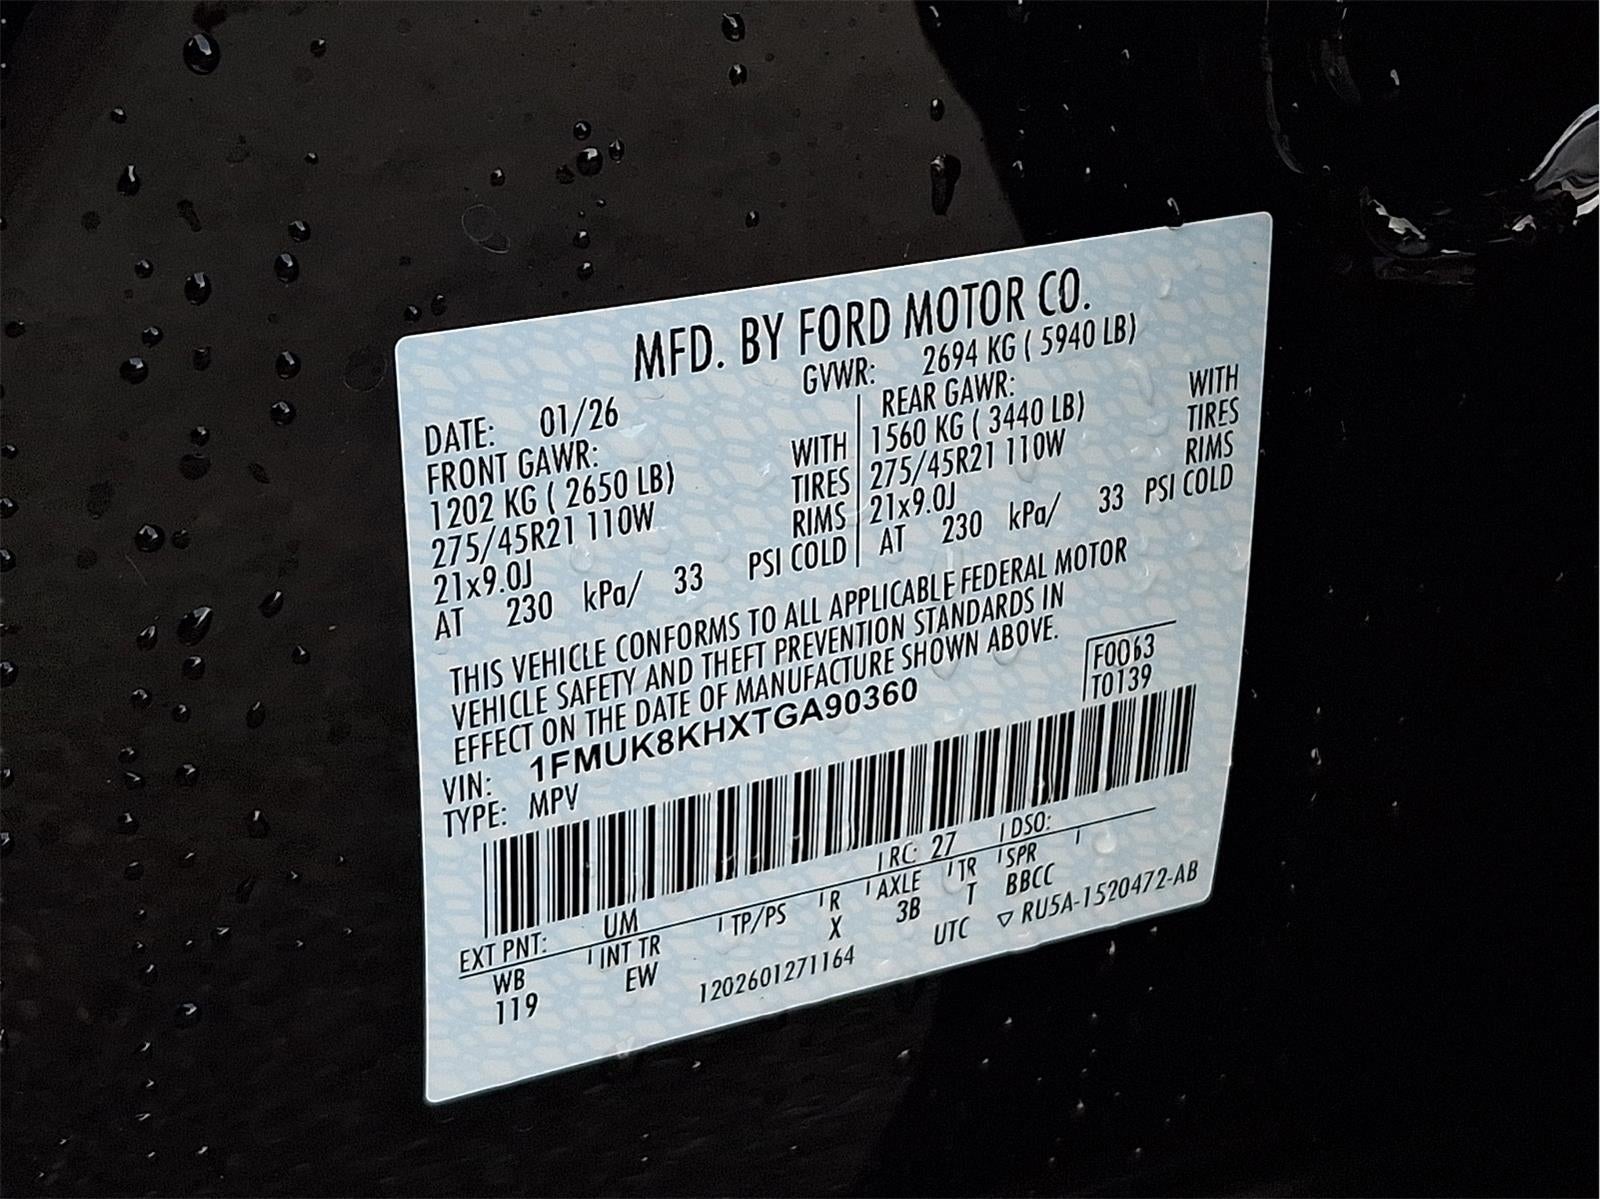 MFD. BY FORD MOTOR CO.
DATE: 01/26 GVWR: 2694 KG ( 5940 LB)
FRONT GAWR: REAR GAWR:
1202 KG ( 2650 LB) WITH 1560 KG ( 3440 LB) WITH
275/45R21 110W TIRES 275/45R21 110W TIRES
21x9.0J RIMS 21x9.0J RIMS
AT 230 kPa/ 33 PSI COLD AT 230 kPa/ 33 PSI COLD
THIS VEHICLE CONFORMS TO ALL APPLICABLE FEDERAL MOTOR
VEHICLE SAFETY AND THEFT PREVENTION STANDARDS IN
EFFECT ON THE DATE OF MANUFACTURE SHOWN ABOVE.
VIN: 1FMUK8KHXTGA90360 F0063
TYPE: MPV T0139
EXT PNT: UM RC: 27 DSO:
WB INT TR TP/PS R AXLE TR SPR
119 EW X 3B T BBCC
1202601271164 UTC ▽ RU5A-1520472-AB